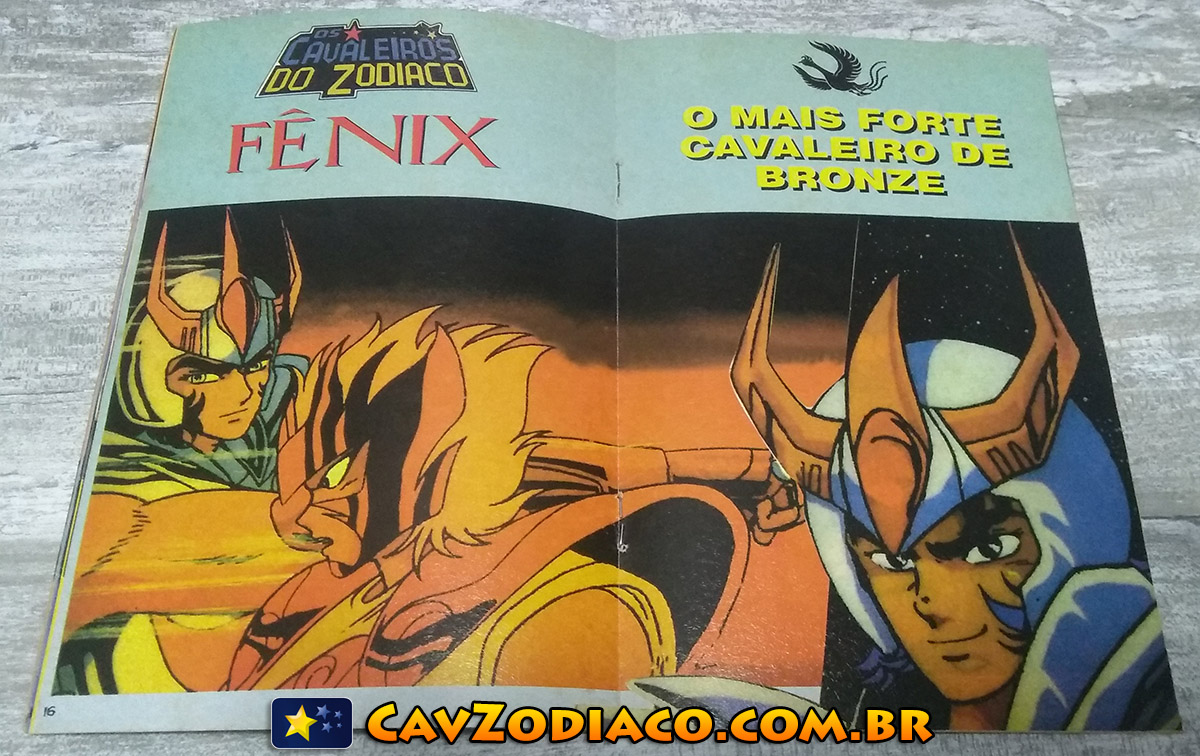 OS
CAVALEIROS
DO ZODIACO
FÊNIX
O MAIS FORTE
CAVALEIRO DE
BRONZE
16
CAVZODIACO.COM.BR